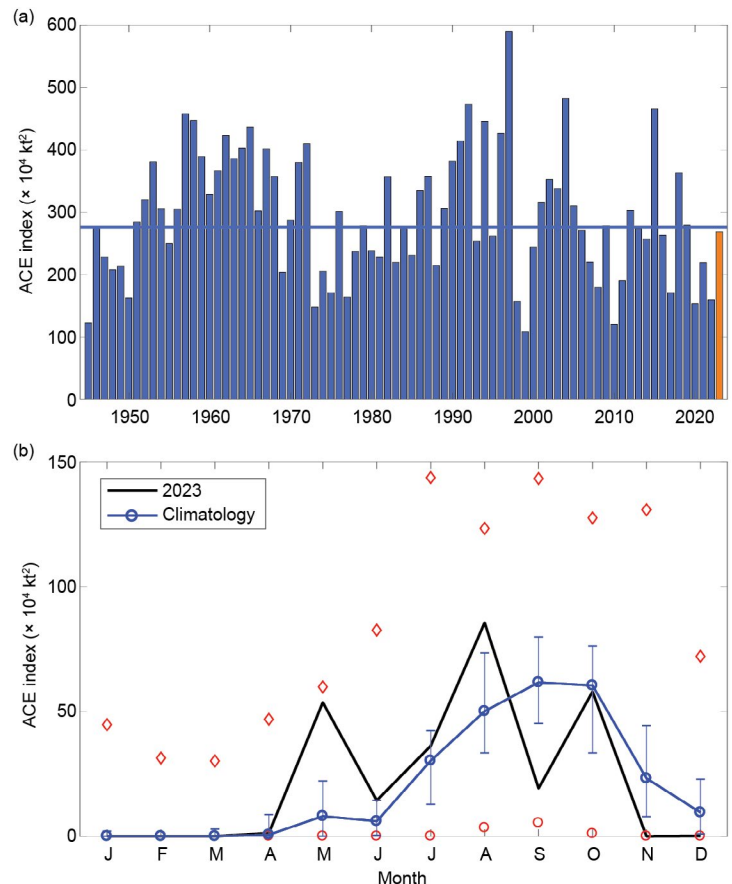 (a)
600
500
400
300
200
100
0
ACE index (× 10⁴ kt²)
1950 1960 1970 1980 1990 2000 2010 2020
(b)
150
100
50
0
ACE index (× 10⁴ kt²)
2023
Climatology
J F M A M J J A S O N D
Month